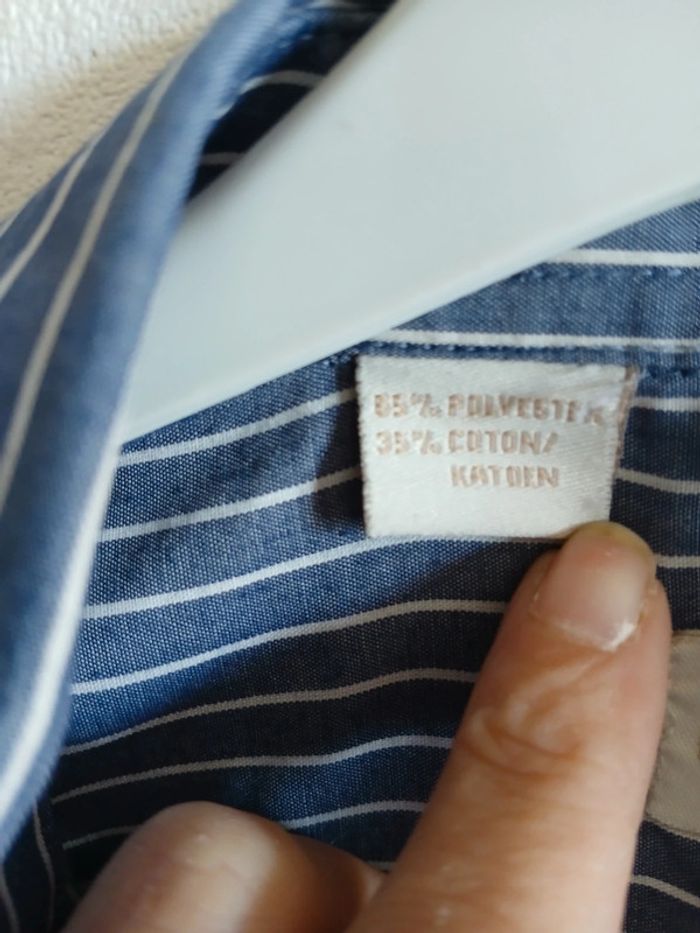 65% POLYESTER
35% COTON/
KATOEN